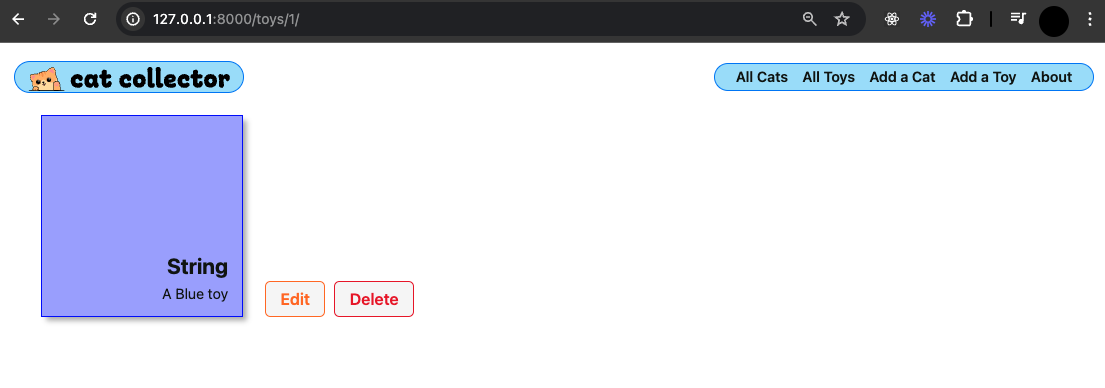 127.0.0.1:8000/toys/1/
cat collector
All Cats All Toys Add a Cat Add a Toy About
String
A Blue toy
Edit Delete